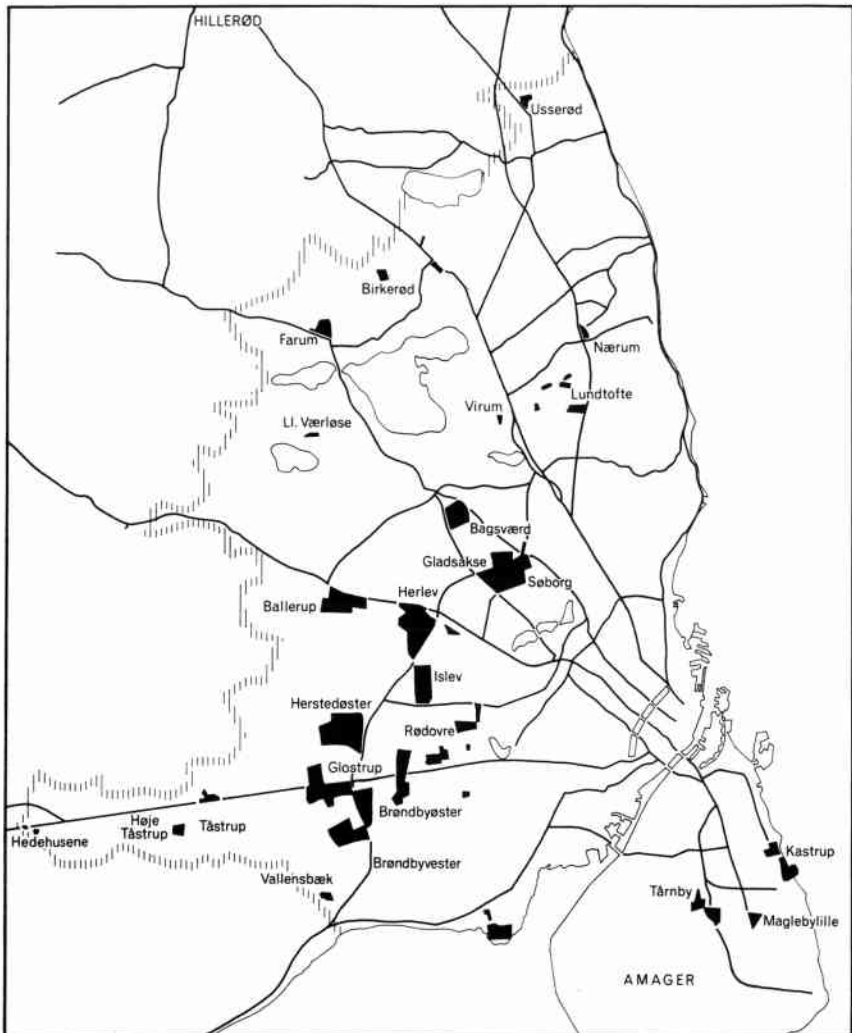 HILLERØD
Usserød
Birkerød
Farum
Nærum
Lundtofte
Virum
Ll. Værløse
Bagsværd
Gladsakse
Søborg
Ballerup
Herlev
Islev
Herstedøster
Rødovre
Glostrup
Brøndbyøster
Høje
Tåstrup
Tåstrup
Hedehusene
Brøndbyvester
Vallensbæk
Kastrup
Tårnby
Maglebylille
AMAGER